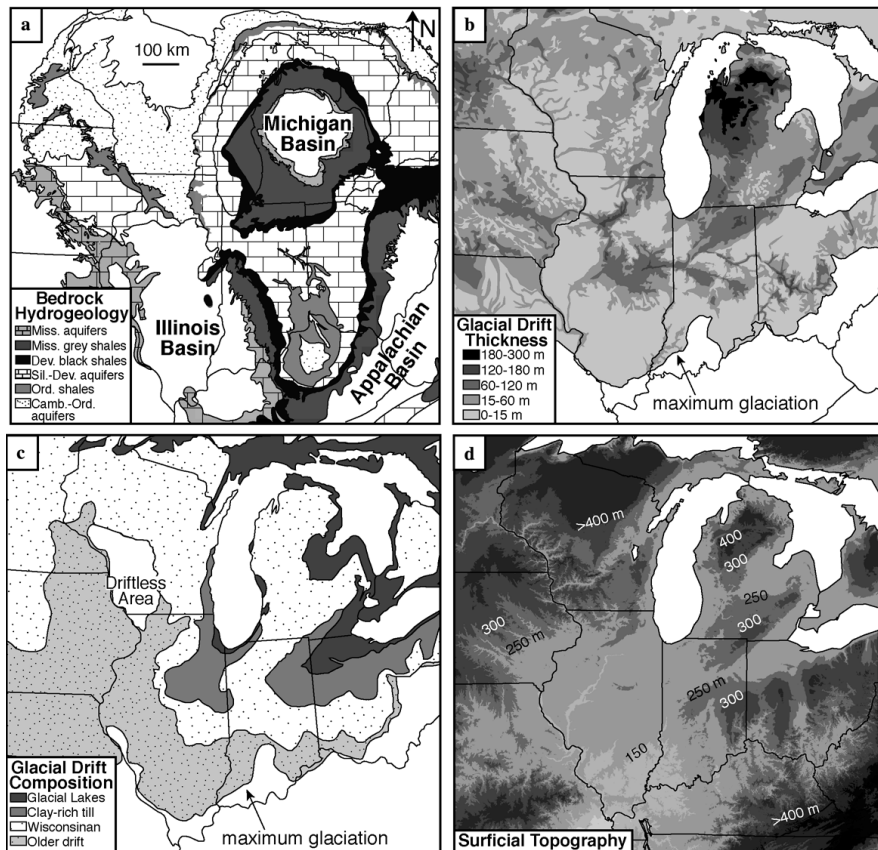 a
N
100 km
Michigan
Basin
Illinois
Basin
Appalachian
Basin
Bedrock
Hydrogeology
Miss. aquifers
Miss. grey shales
Dev. black shales
Sil.-Dev. aquifers
Ord. shales
Camb.-Ord.
aquifers
b
Glacial Drift
Thickness
180-300 m
120-180 m
60-120 m
15-60 m
0-15 m
maximum glaciation
c
Driftless
Area
Glacial Drift
Composition
Glacial Lakes
Clay-rich till
Wisconsinan
Older drift
maximum glaciation
d
>400 m
400
300
250
300
300
250 m
250 m
300
150
>400 m
Surficial Topography